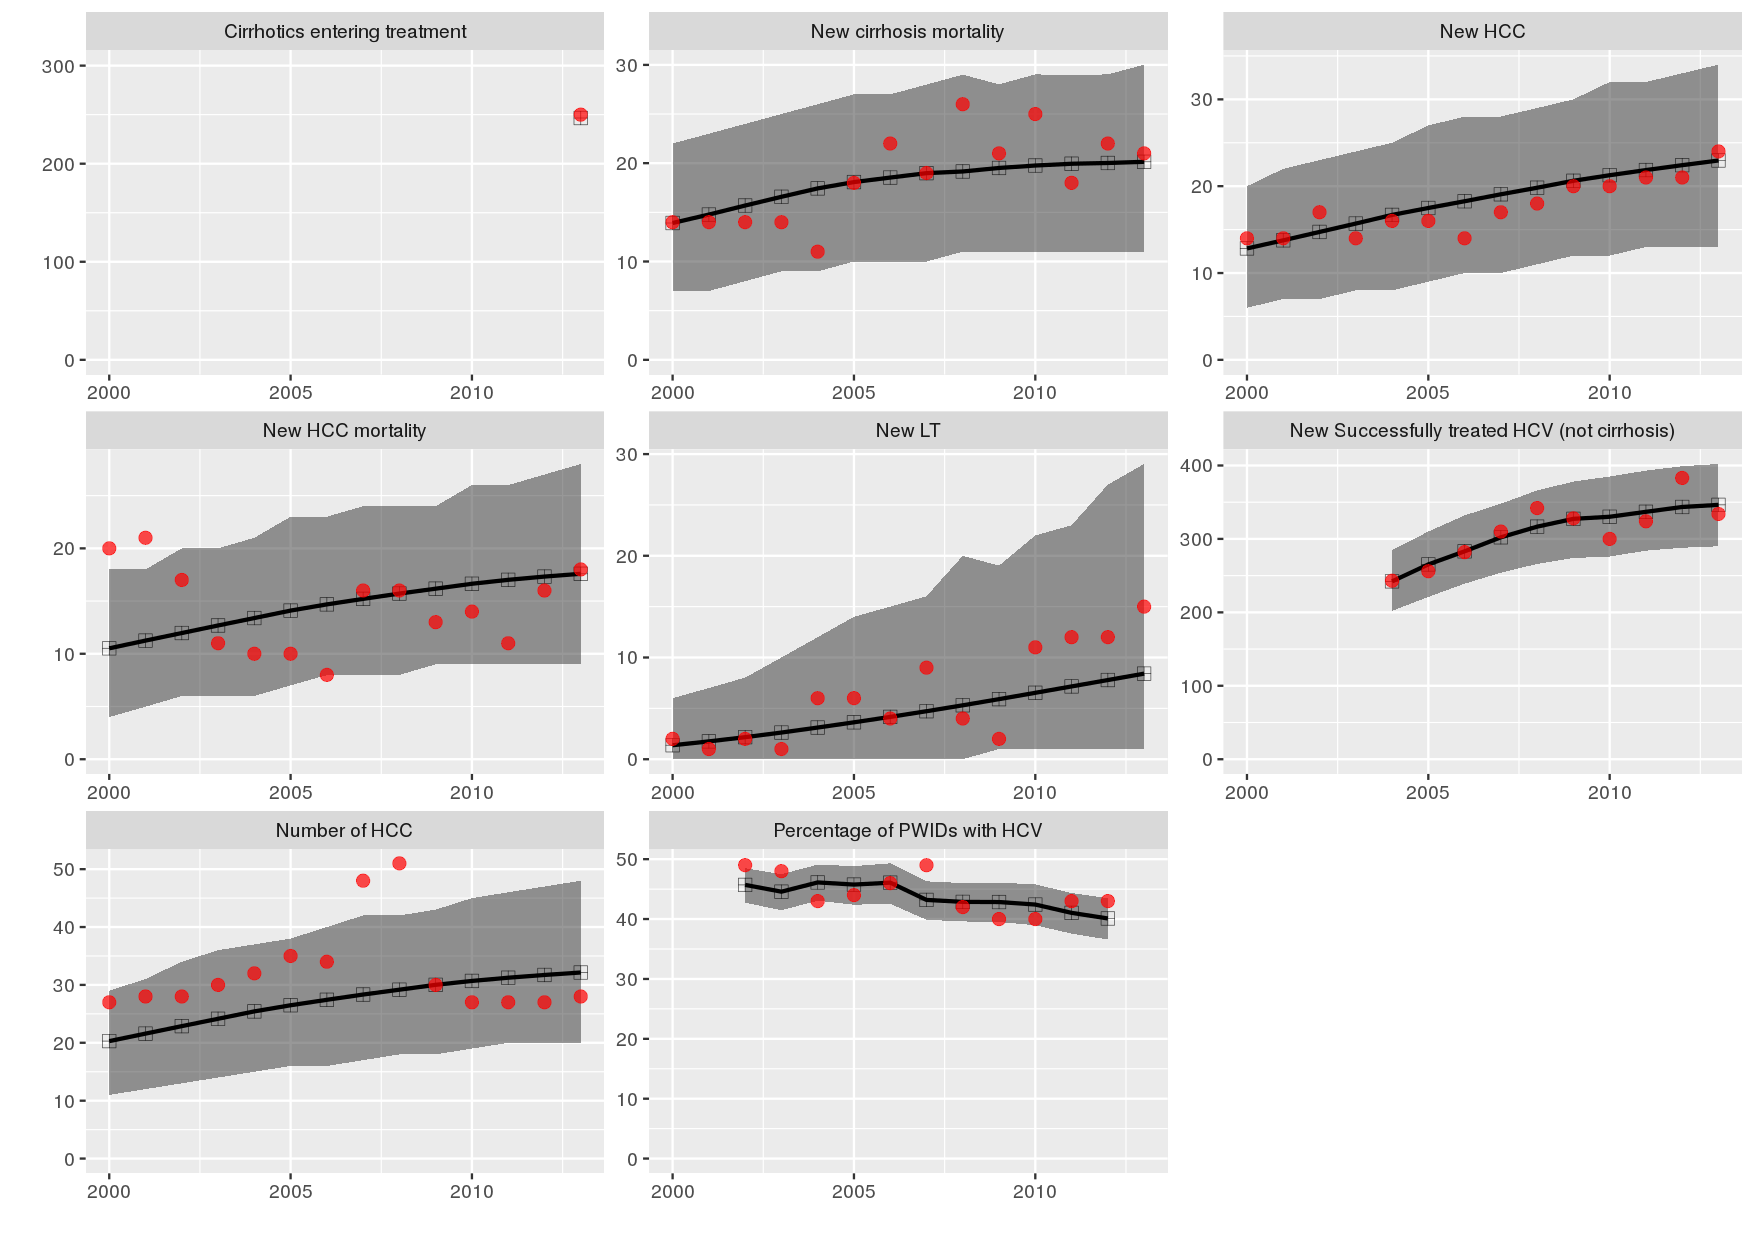 Cirrhotics entering treatment
New cirrhosis mortality
New HCC
300
200
100
0
2000 2005 2010
30
20
10
0
2000 2005 2010
30
20
10
0
2000 2005 2010
New HCC mortality
New LT
New Successfully treated HCV (not cirrhosis)
20
10
0
2000 2005 2010
30
20
10
0
2000 2005 2010
400
300
200
100
0
2000 2005 2010
Number of HCC
Percentage of PWIDs with HCV
50
40
30
20
10
0
2000 2005 2010
50
40
30
20
10
0
2000 2005 2010